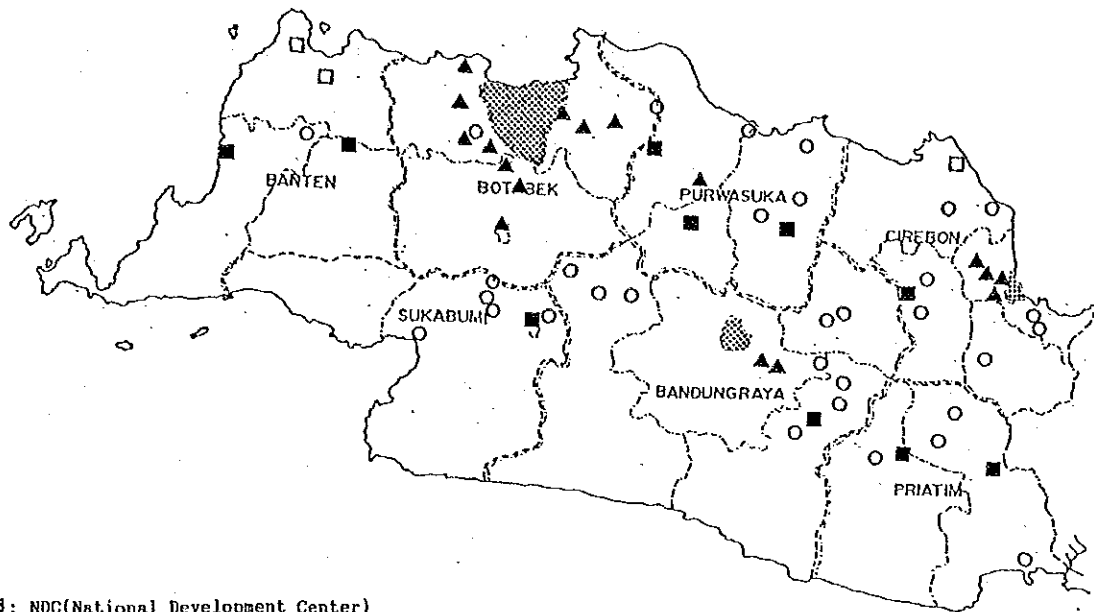 BANTEN
BOTABEK
PURWASUKA
CIREBON
SUKABUMI
BANDUNGRAYA
PRIATIM
: NDC(National Development Center)